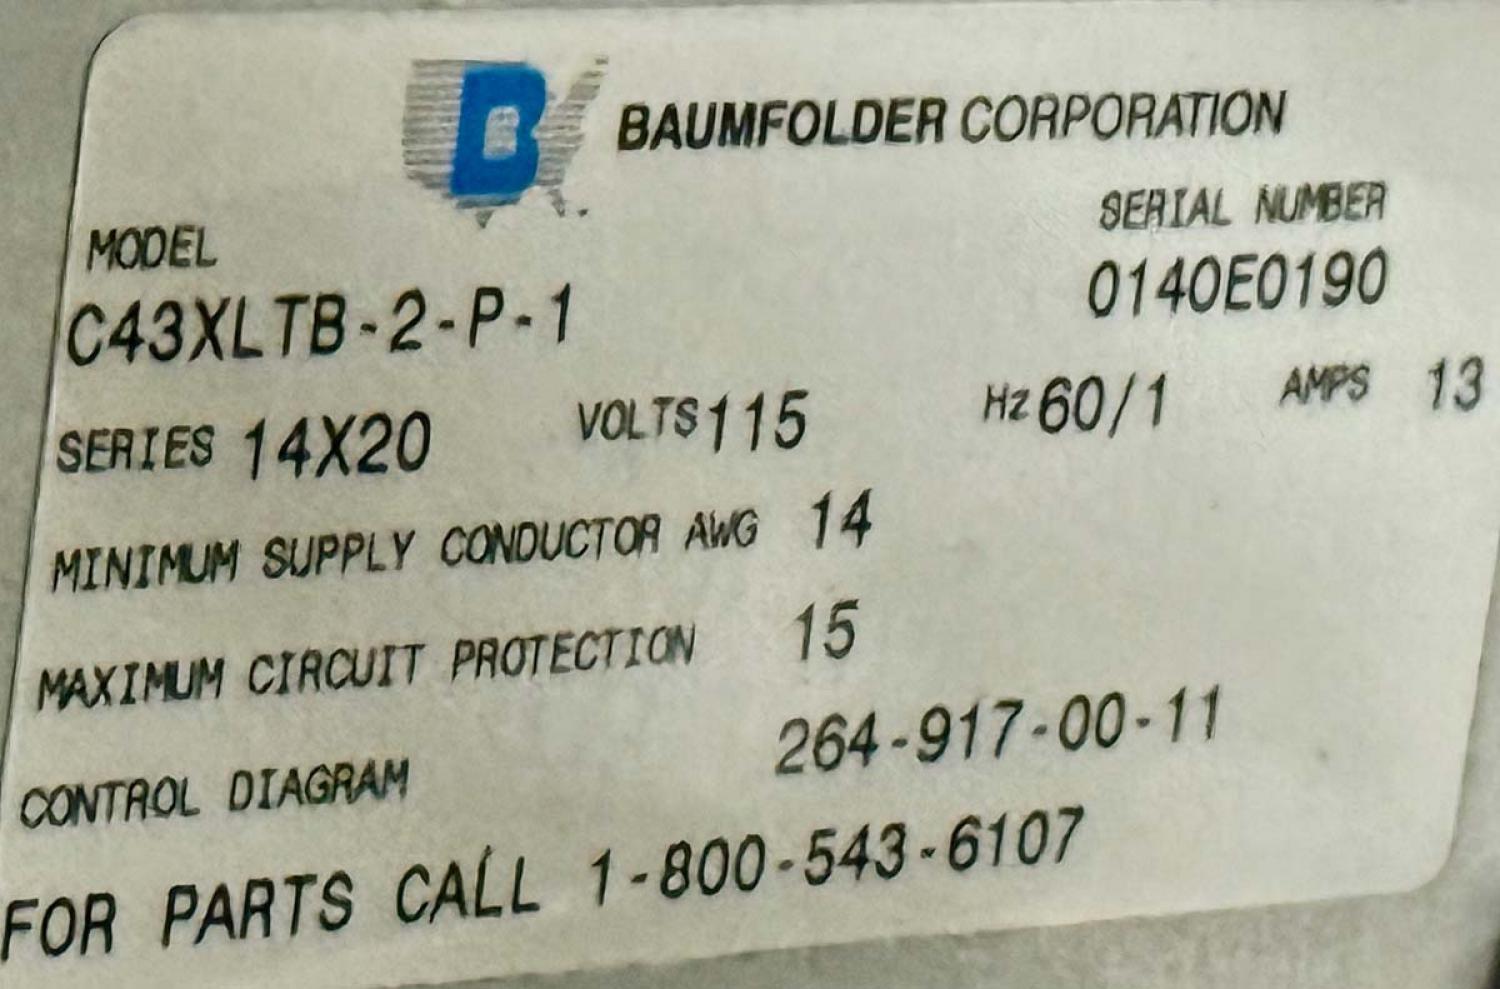 B BAUMFOLDER CORPORATION
MODEL SERIAL NUMBER
C43XLTB-2-P-1 0140E0190
SERIES 14X20 VOLTS 115 Hz 60/1 AMPS 13
MINIMUM SUPPLY CONDUCTOR AWG 14
MAXIMUM CIRCUIT PROTECTION 15
CONTROL DIAGRAM 264-917-00-11
FOR PARTS CALL 1-800-543-6107